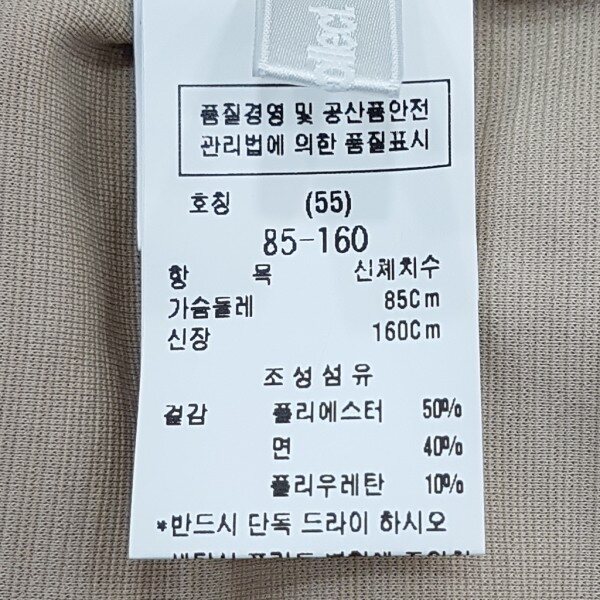 품질경영 및 공산품안전
관리법에 의한 품질표시
호칭 (55)
85-160
항 목 신체치수
가슴둘레 85Cm
신장 160Cm
조성섬유
겉감 폴리에스터 50%
면 40%
폴리우레탄 10%
*반드시 단독 드라이 하시오